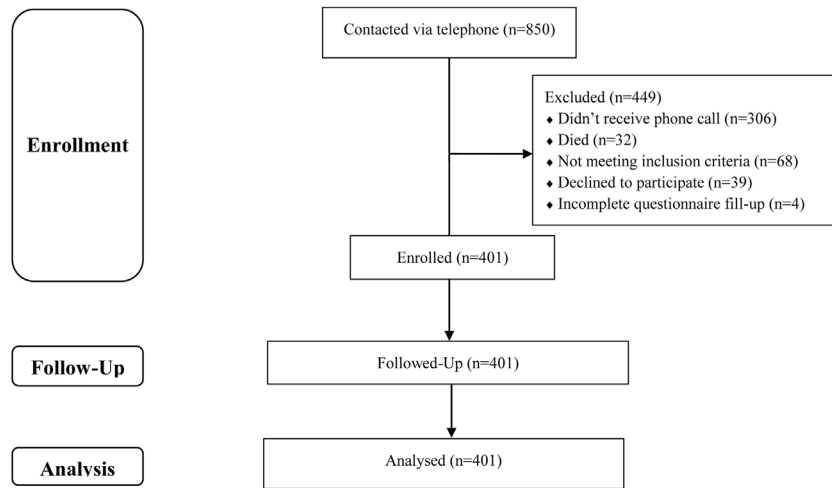 Enrollment
Contacted via telephone (n=850)
Excluded (n=449)
♦ Didn’t receive phone call (n=306)
♦ Died (n=32)
♦ Not meeting inclusion criteria (n=68)
♦ Declined to participate (n=39)
♦ Incomplete questionnaire fill-up (n=4)
Enrolled (n=401)
Follow-Up
Followed-Up (n=401)
Analysis
Analysed (n=401)